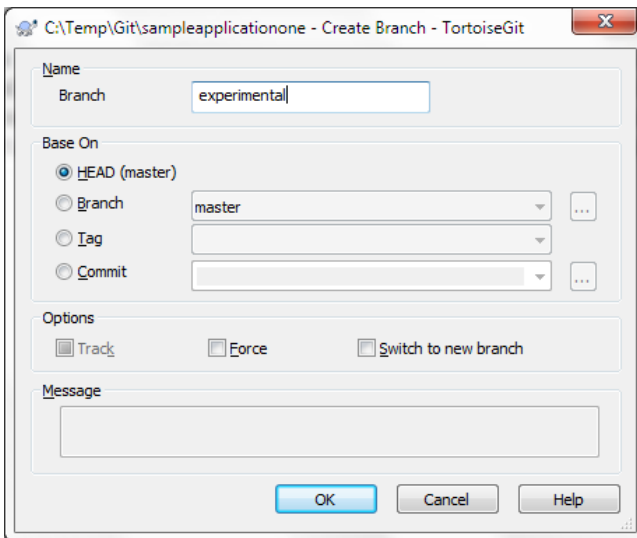 C:\Temp\Git\sampleapplicationone - Create Branch - TortoiseGit
X
Name
Branch experimental
Base On
HEAD (master)
Branch master ...
Tag
Commit ...
Options
Track Force Switch to new branch
Message
OK Cancel Help